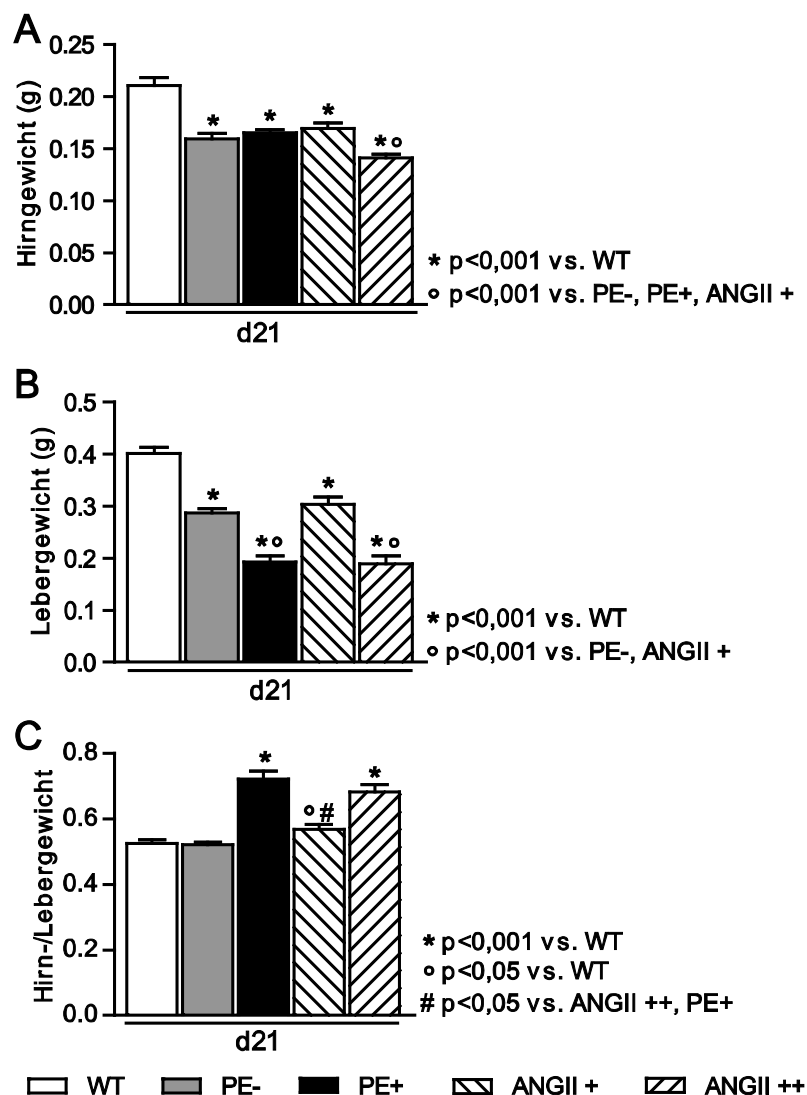 A
Hirngewicht (g)
0.25
0.20
0.15
0.10
0.05
0.00
*
*
*
*°
* p<0,001 vs. WT
° p<0,001 vs. PE-, PE+, ANGII +
d21
B
Lebergewicht (g)
0.5
0.4
0.3
0.2
0.1
0.0
*
*°
*
*°
* p<0,001 vs. WT
° p<0,001 vs. PE-, ANGII +
d21
C
Hirn-/Lebergewicht
0.8
0.6
0.4
0.2
0.0
*
°#
*
* p<0,001 vs. WT
° p<0,05 vs. WT
# p<0,05 vs. ANGII ++, PE+
d21
WT PE- PE+ ANGII + ANGII ++